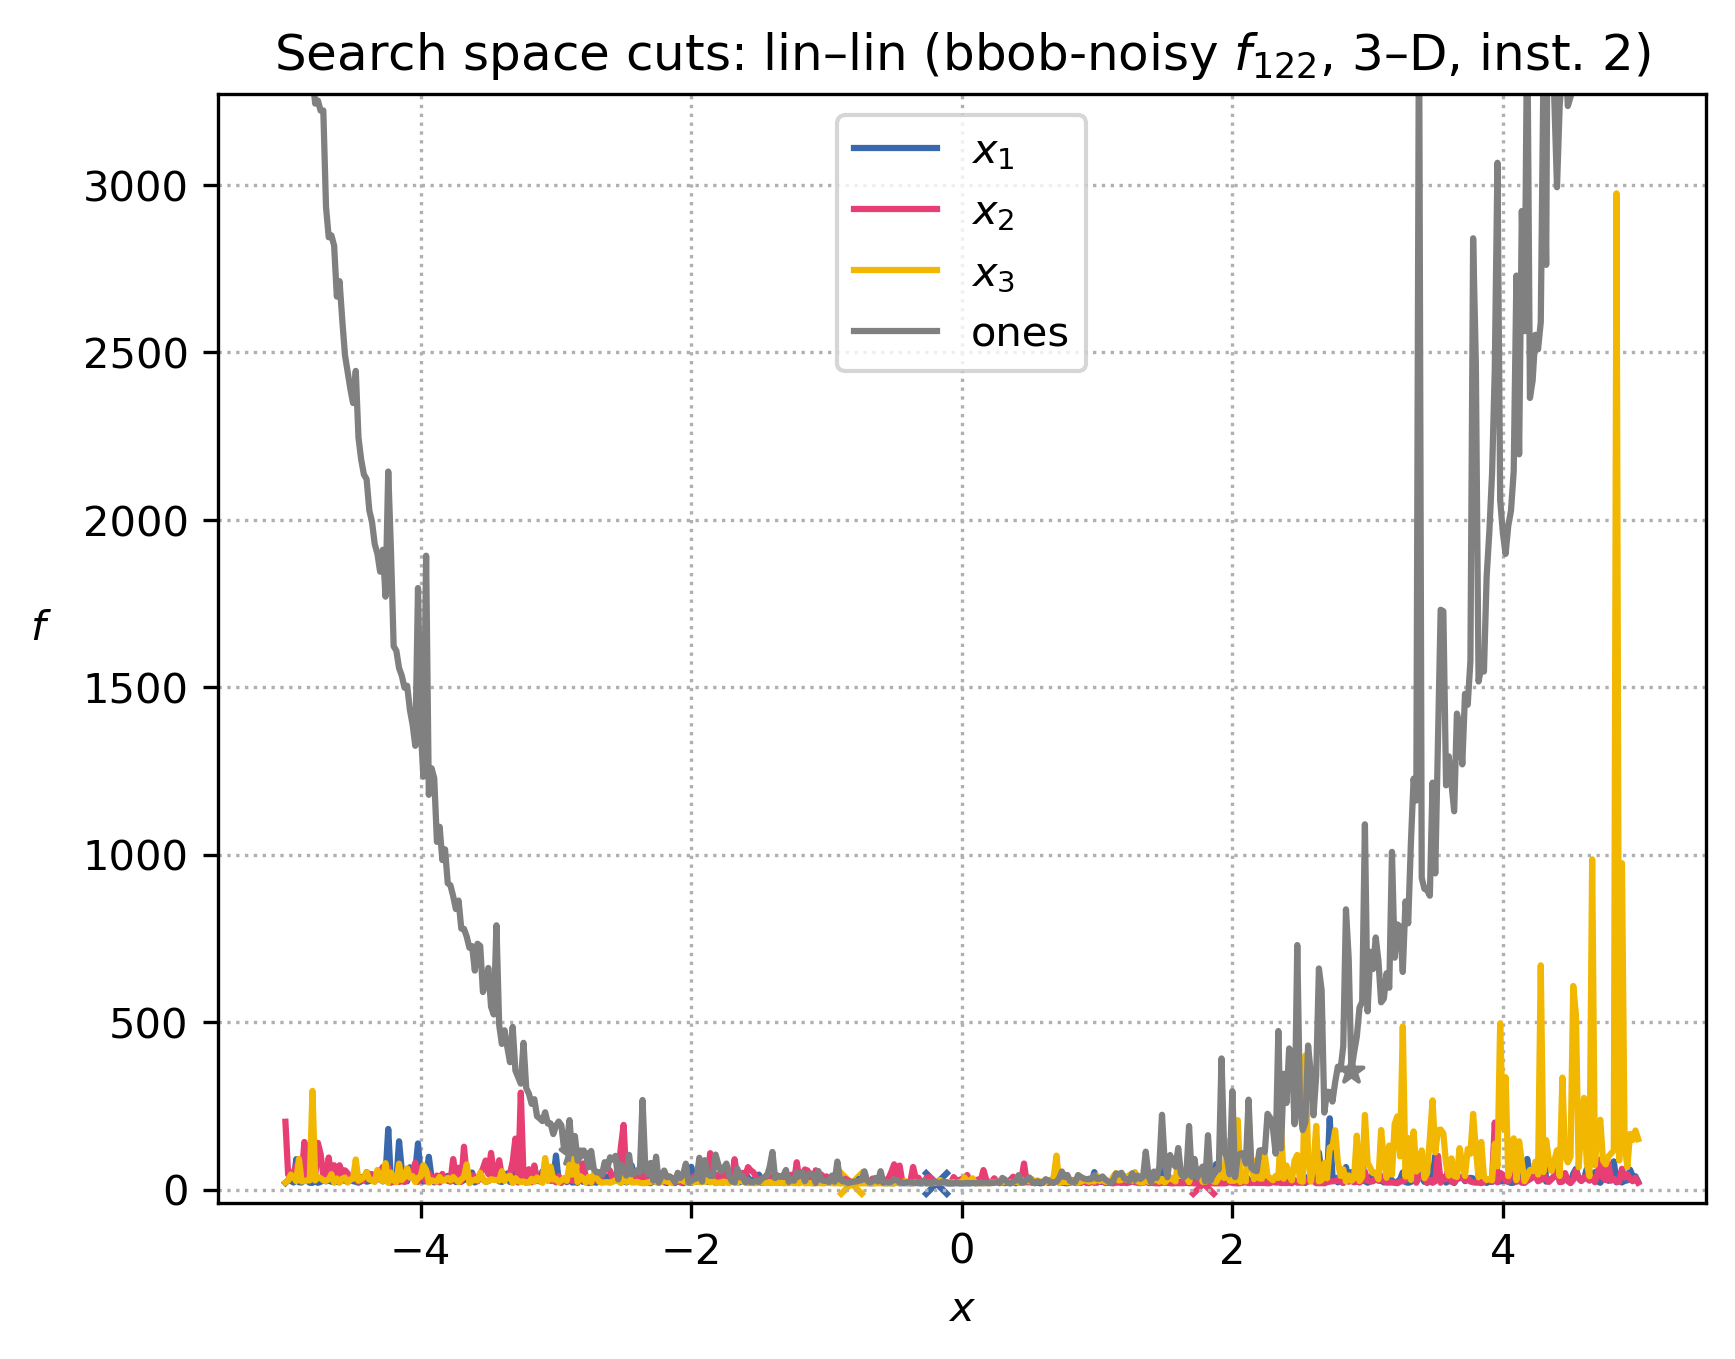 Search space cuts: lin–lin (bbob-noisy f₁₂₂, 3–D, inst. 2)
x₁
x₂
x₃
ones
3000
2500
2000
1500
1000
500
0
f
−4
−2
0
2
4
x